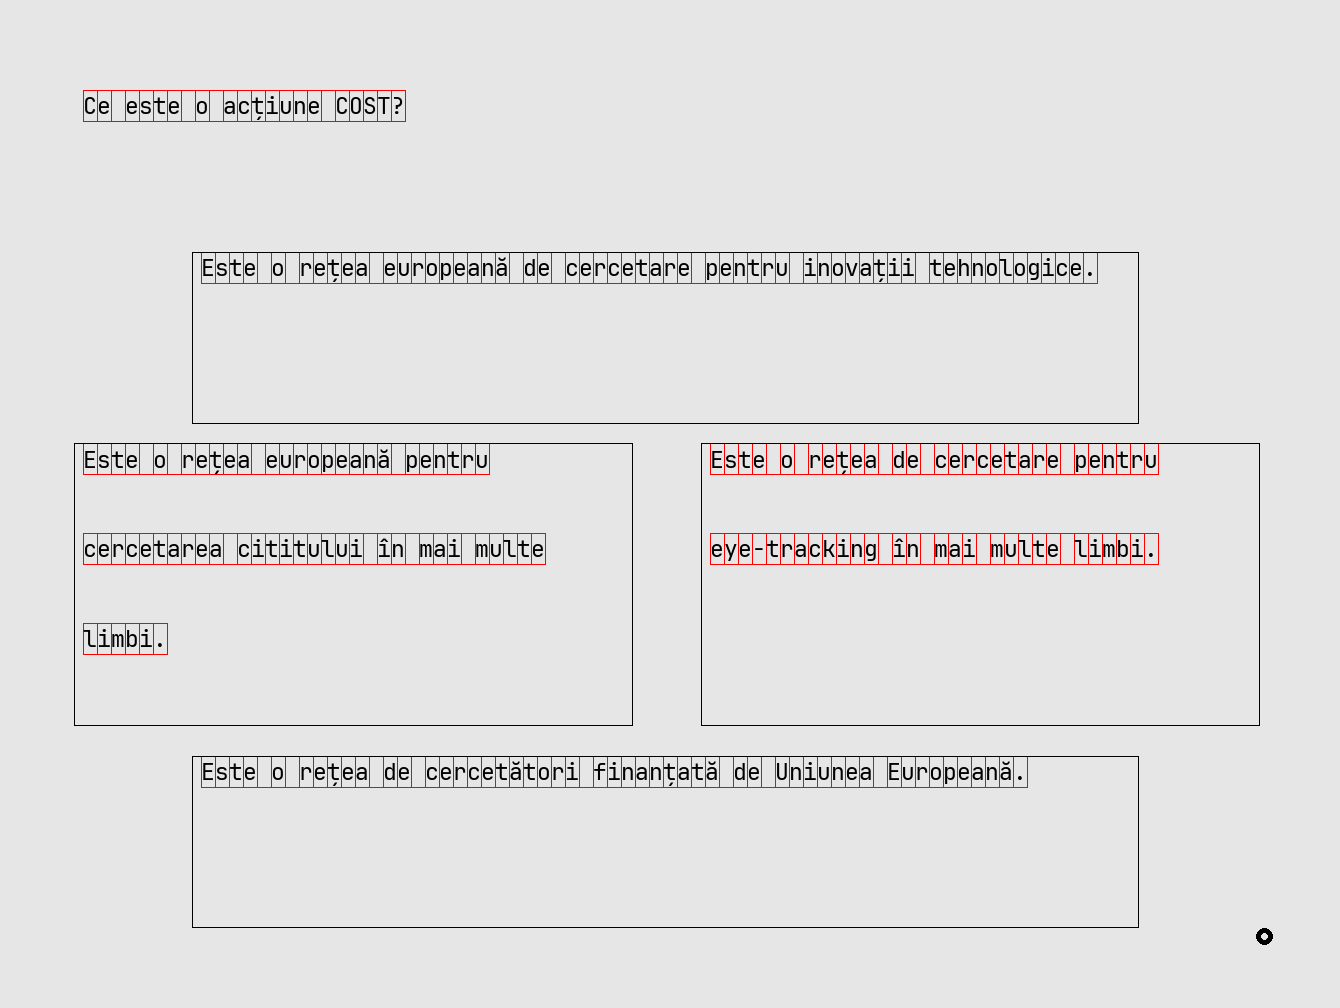 Ce este o acțiune COST?
Este o rețea europeană de cercetare pentru inovații tehnologice.
Este o rețea europeană pentru
cercetarea cititului în mai multe
limbi.
Este o rețea de cercetare pentru
eye-tracking în mai multe limbi.
Este o rețea de cercetători finanțată de Uniunea Europeană.